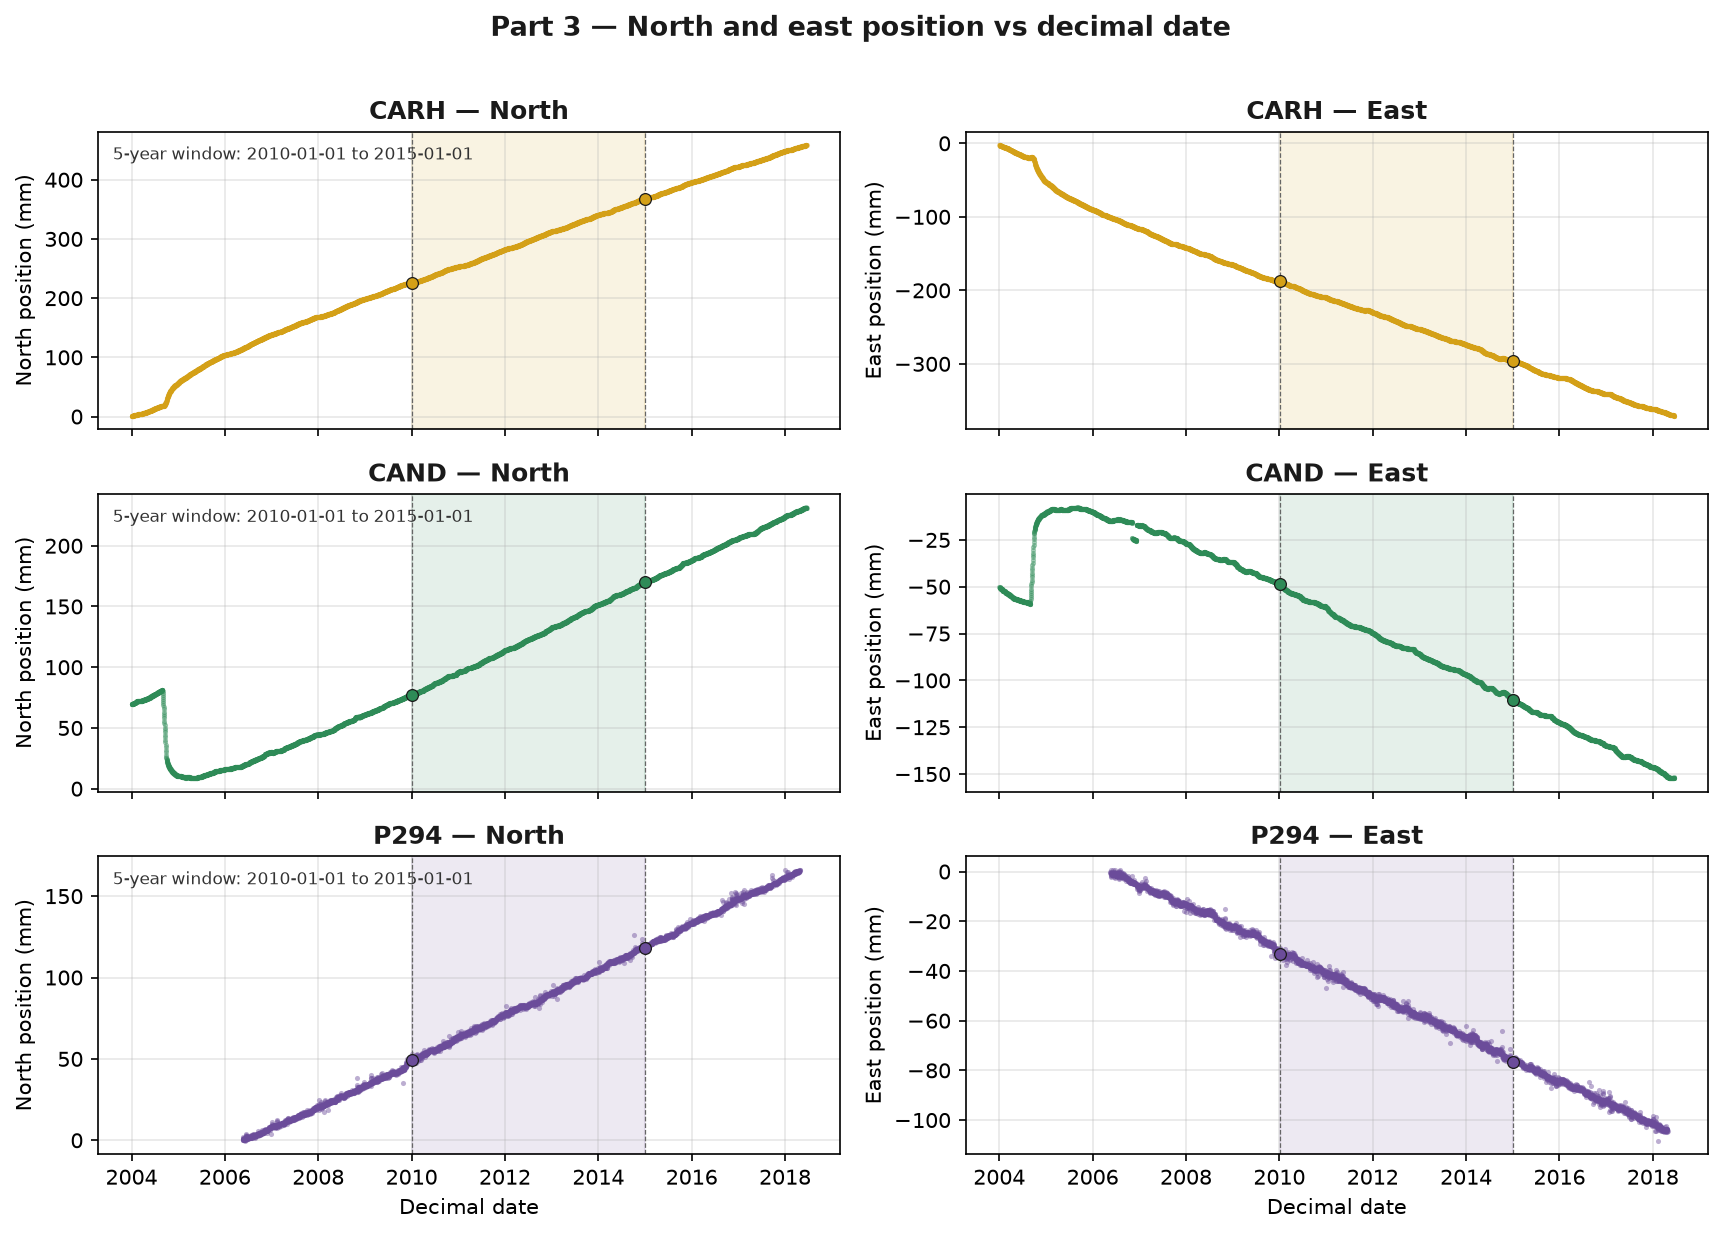 Part 3 — North and east position vs decimal date
CARH — North
5-year window: 2010-01-01 to 2015-01-01
North position (mm)
400
300
200
100
0
CARH — East
East position (mm)
0
−100
−200
−300
CAND — North
5-year window: 2010-01-01 to 2015-01-01
North position (mm)
200
150
100
50
0
CAND — East
East position (mm)
−25
−50
−75
−100
−125
−150
P294 — North
5-year window: 2010-01-01 to 2015-01-01
North position (mm)
150
100
50
0
2004 2006 2008 2010 2012 2014 2016 2018
Decimal date
P294 — East
East position (mm)
0
−20
−40
−60
−80
−100
2004 2006 2008 2010 2012 2014 2016 2018
Decimal date